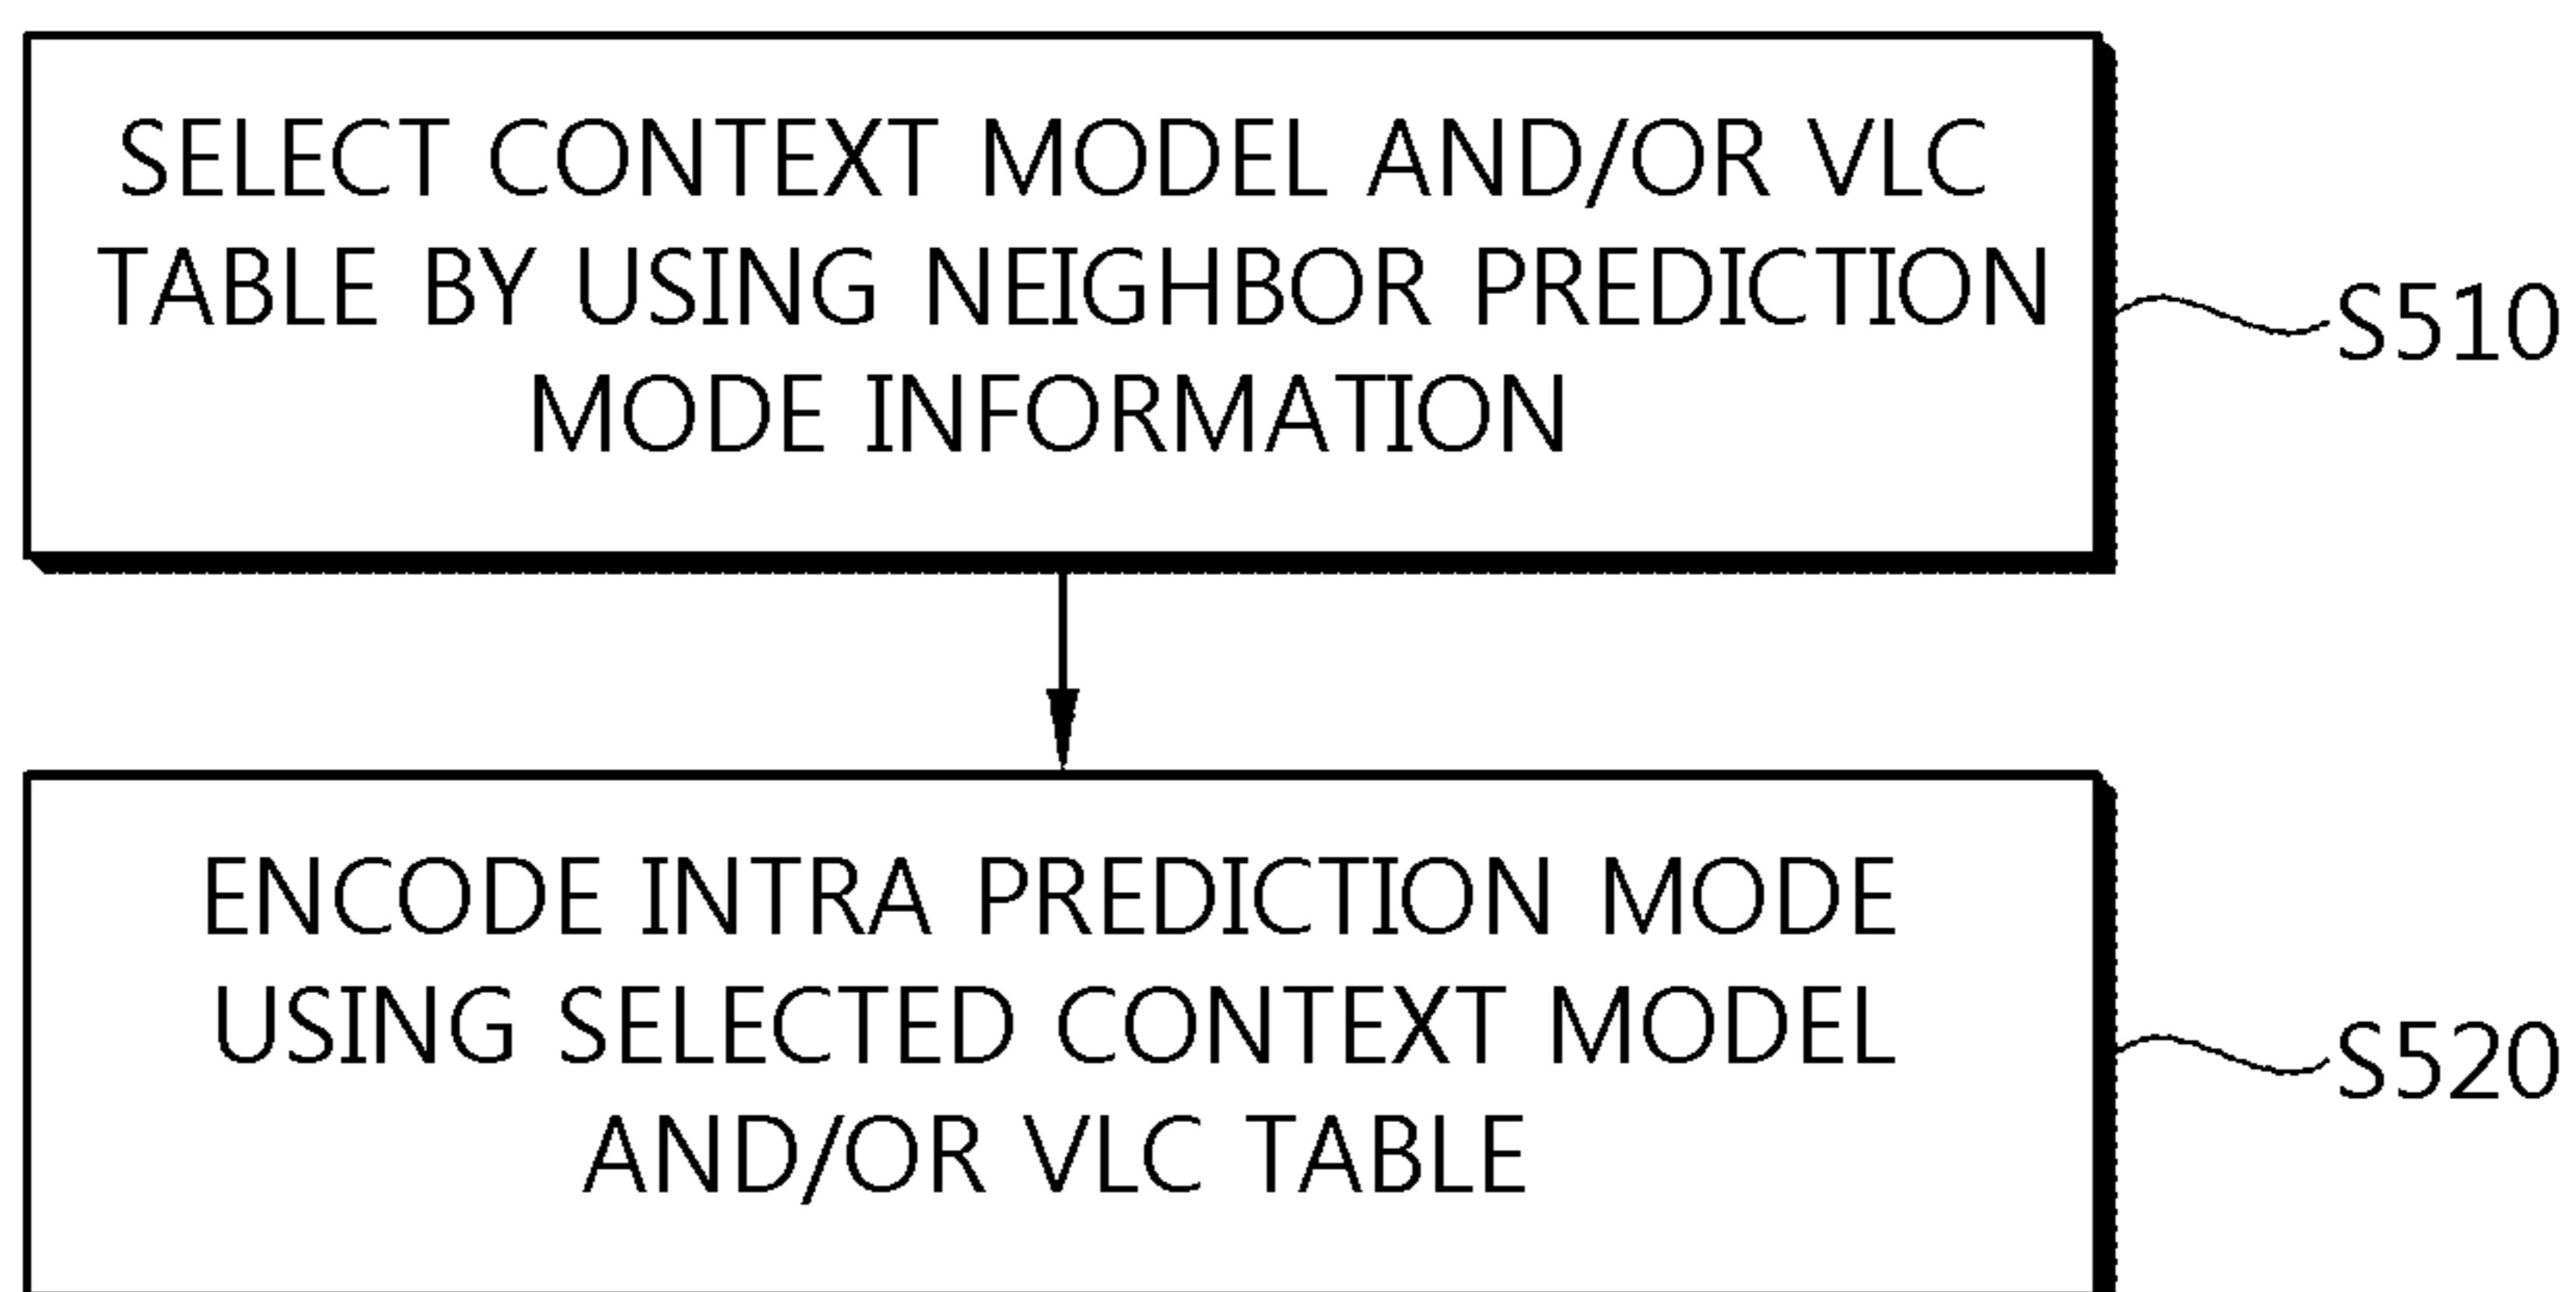 SELECT CONTEXT MODEL AND/OR VLC
TABLE BY USING NEIGHBOR PREDICTION
MODE INFORMATION
S510
ENCODE INTRA PREDICTION MODE
USING SELECTED CONTEXT MODEL
AND/OR VLC TABLE
S520